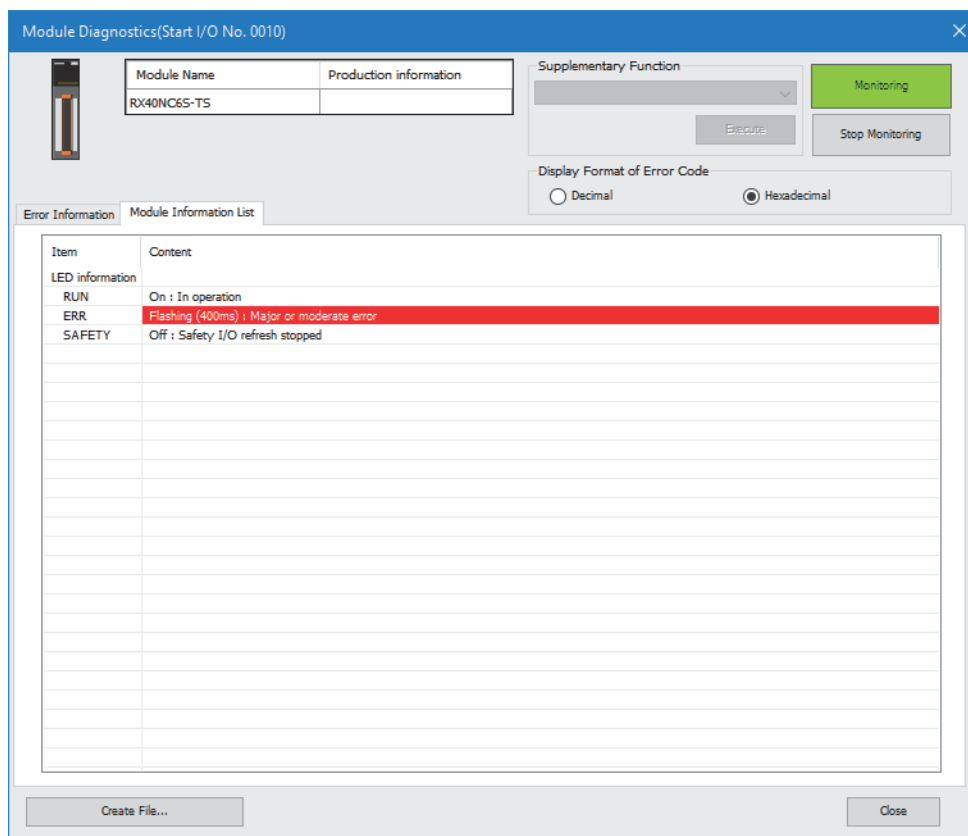 Module Diagnostics(Start I/O No. 0010)
Module Name Production information
RX40NC6S-TS
Supplementary Function
Execute
Monitoring
Stop Monitoring
Display Format of Error Code
Decimal Hexadecimal
Error Information Module Information List
Item Content
LED information
RUN On : In operation
ERR Flashing (400ms) : Major or moderate error
SAFETY Off : Safety I/O refresh stopped
Create File... Close